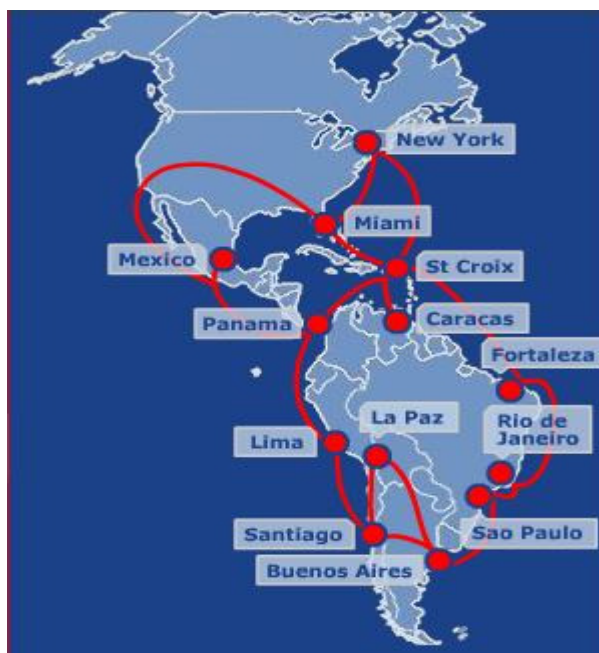 New York
Miami
Mexico
St Croix
Panama
Caracas
Fortaleza
La Paz
Rio de
Janeiro
Lima
Santiago
Sao Paulo
Buenos Aires